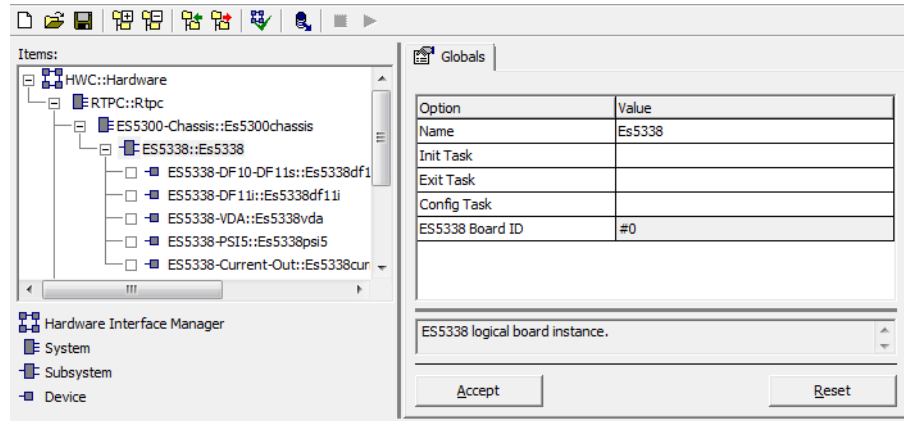 Items:
HWC::Hardware
RTPC::Rtpc
ES5300-Chassis::Es5300chassis
ES5338::Es5338
ES5338-DF10-DF11s::Es5338df1
ES5338-DF11i::Es5338df11i
ES5338-VDA::Es5338vda
ES5338-PSI5::Es5338psi5
ES5338-Current-Out::Es5338cur
Hardware Interface Manager
System
Subsystem
Device
Globals
Option Value
Name Es5338
Init Task
Exit Task
Config Task
ES5338 Board ID #0
ES5338 logical board instance.
Accept Reset